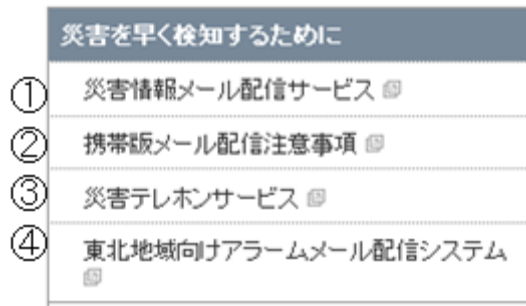 災害を早く検知するために
① 災害情報メール配信サービス
② 携帯版メール配信注意事項
③ 災害テレホンサービス
④ 東北地域向けアラームメール配信システム